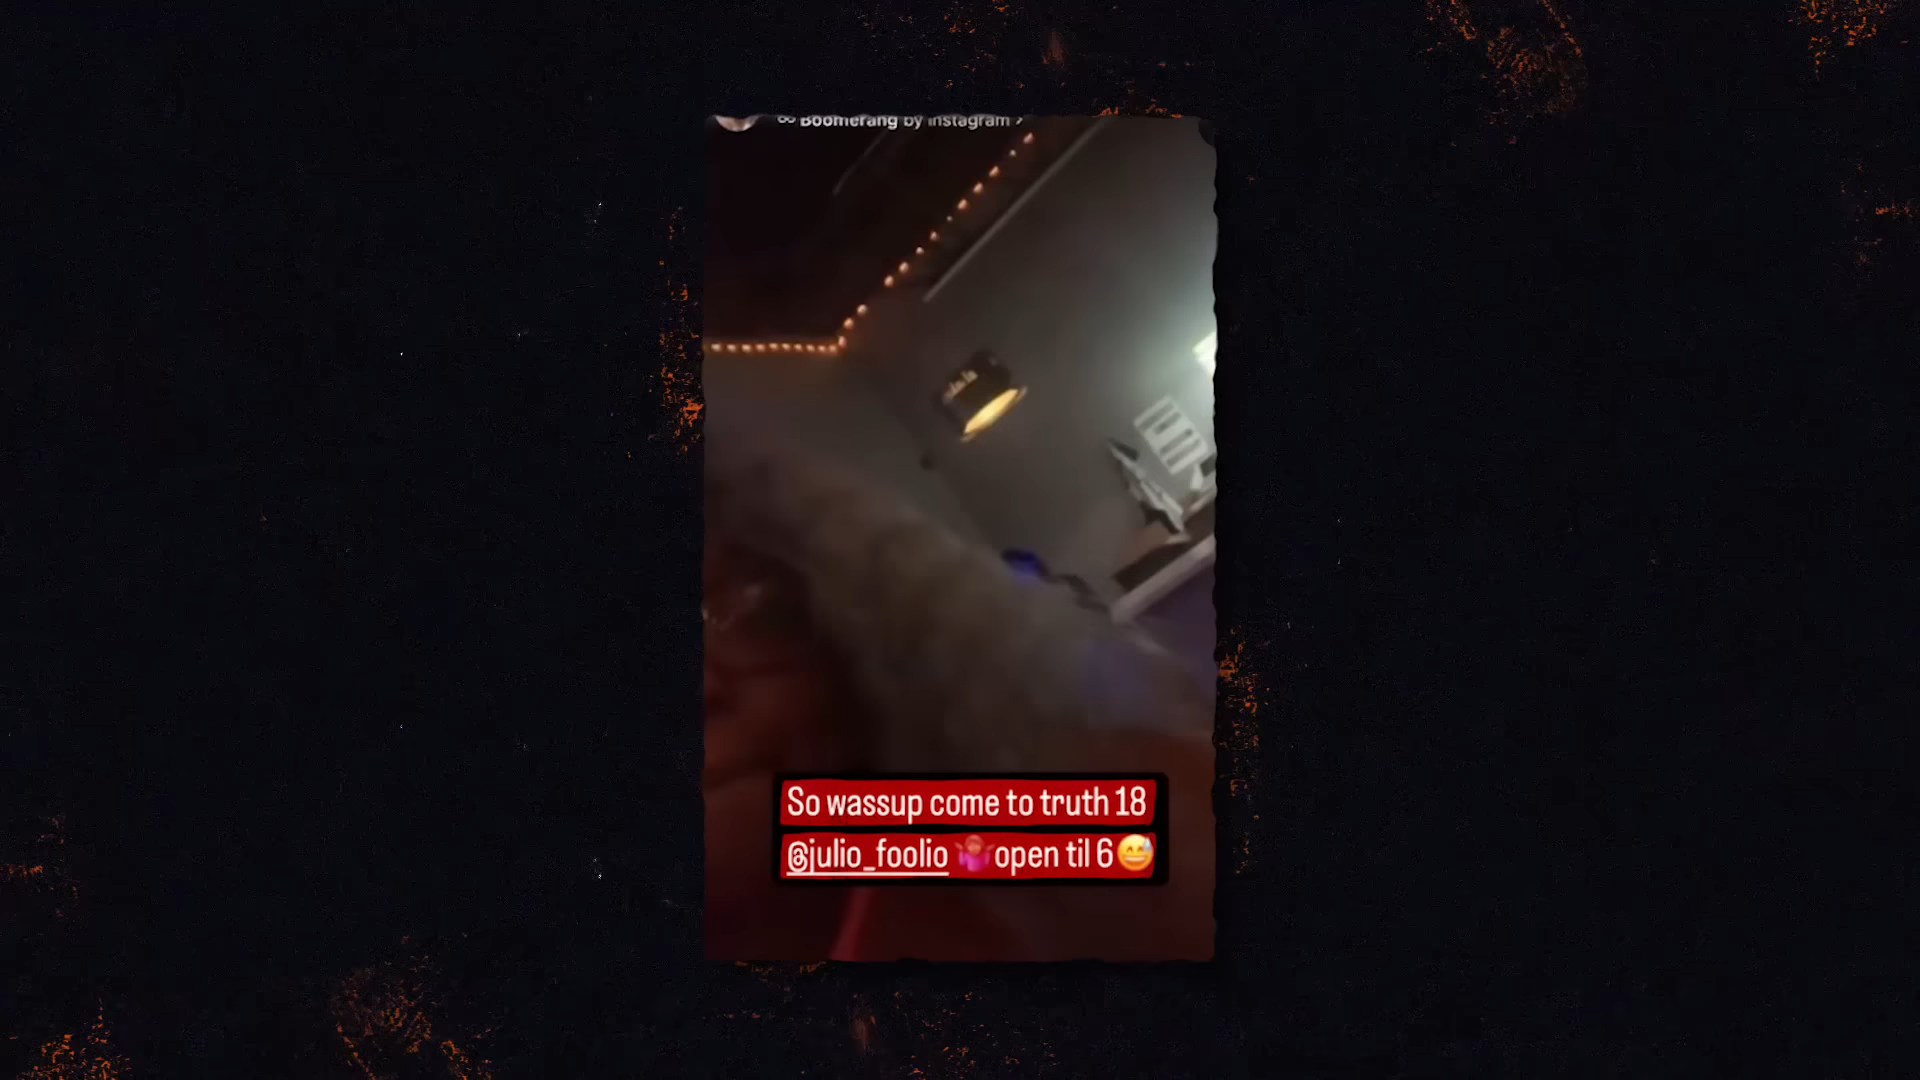 ∞ Boomerang by Instagram >
So wassup come to truth 18
@julio_foolio 🤷🏽‍♀️open til 6😅